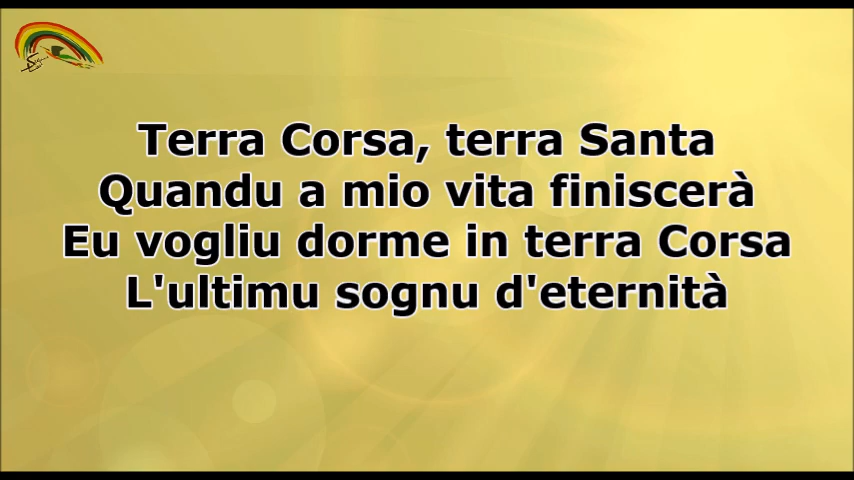 Terra Corsa, terra Santa
Quandu a mio vita finiscerà
Eu vogliu dorme in terra Corsa
L'ultimu sognu d'eternità